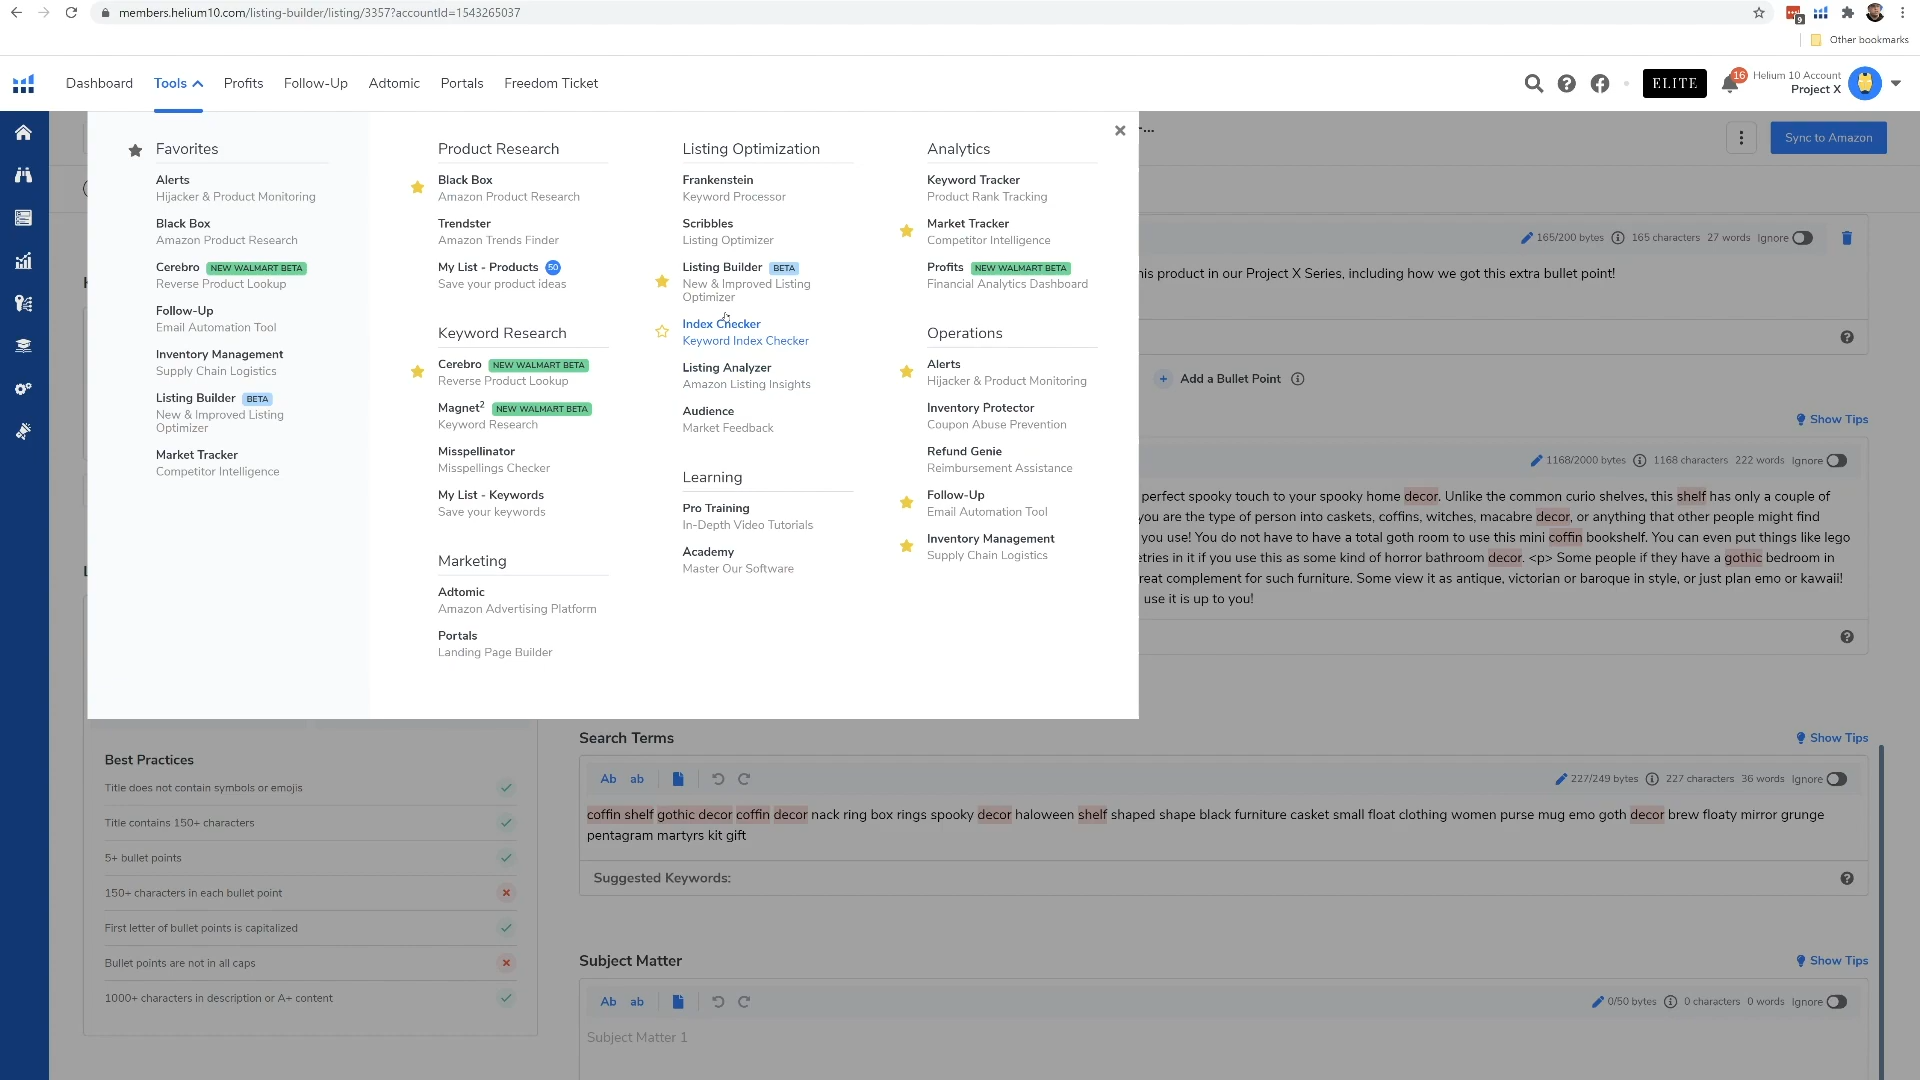 members.helium10.com/listing-builder/listing/3357?accountId=1543265037
9
Other bookmarks
Dashboard
Tools
Profits
Follow-Up
Adtomic
Portals
Freedom Ticket
ELITE
16
Helium 10 Account
Project X
Favorites
Alerts
Hijacker & Product Monitoring
Black Box
Amazon Product Research
Cerebro NEW WALMART BETA
Reverse Product Lookup
Follow-Up
Email Automation Tool
Inventory Management
Supply Chain Logistics
Listing Builder BETA
New & Improved Listing
Optimizer
Market Tracker
Competitor Intelligence
Product Research
Black Box
Amazon Product Research
Trendster
Amazon Trends Finder
My List - Products 50
Save your product ideas
Keyword Research
Cerebro NEW WALMART BETA
Reverse Product Lookup
Magnet2 NEW WALMART BETA
Keyword Research
Misspellinator
Misspellings Checker
My List - Keywords
Save your keywords
Marketing
Adtomic
Amazon Advertising Platform
Portals
Landing Page Builder
Listing Optimization
Frankenstein
Keyword Processor
Scribbles
Listing Optimizer
Listing Builder BETA
New & Improved Listing
Optimizer
Index Checker
Keyword Index Checker
Listing Analyzer
Amazon Listing Insights
Audience
Market Feedback
Learning
Pro Training
In-Depth Video Tutorials
Academy
Master Our Software
Analytics
Keyword Tracker
Product Rank Tracking
Market Tracker
Competitor Intelligence
Profits NEW WALMART BETA
Financial Analytics Dashboard
Operations
Alerts
Hijacker & Product Monitoring
Inventory Protector
Coupon Abuse Prevention
Refund Genie
Reimbursement Assistance
Follow-Up
Email Automation Tool
Inventory Management
Supply Chain Logistics
-...
Sync to Amazon
165/200 bytes 165 characters 27 words Ignore
this product in our Project X Series, including how we got this extra bullet point!
+ Add a Bullet Point
Show Tips
1168/2000 bytes 1168 characters 222 words Ignore
perfect spooky touch to your spooky home decor. Unlike the common curio shelves, this shelf has only a couple of
you are the type of person into caskets, coffins, witches, macabre decor, or anything that other people might find
you use! You do not have to have a total goth room to use this mini coffin bookshelf. You can even put things like lego
etries in it if you use this as some kind of horror bathroom decor. <p> Some people if they have a gothic bedroom in
reat complement for such furniture. Some view it as antique, victorian or baroque in style, or just plan emo or kawaii!
use it is up to you!
Best Practices
Title does not contain symbols or emojis
Title contains 150+ characters
5+ bullet points
150+ characters in each bullet point
First letter of bullet points is capitalized
Bullet points are not in all caps
1000+ characters in description or A+ content
Search Terms
Show Tips
Ab ab
227/249 bytes 227 characters 36 words Ignore
coffin shelf gothic decor coffin decor nack ring box rings spooky decor haloween shelf shaped shape black furniture casket small float clothing women purse mug emo goth decor brew floaty mirror grunge
pentagram martyrs kit gift
Suggested Keywords:
Subject Matter
Show Tips
Ab ab
0/50 bytes 0 characters 0 words Ignore
Subject Matter 1